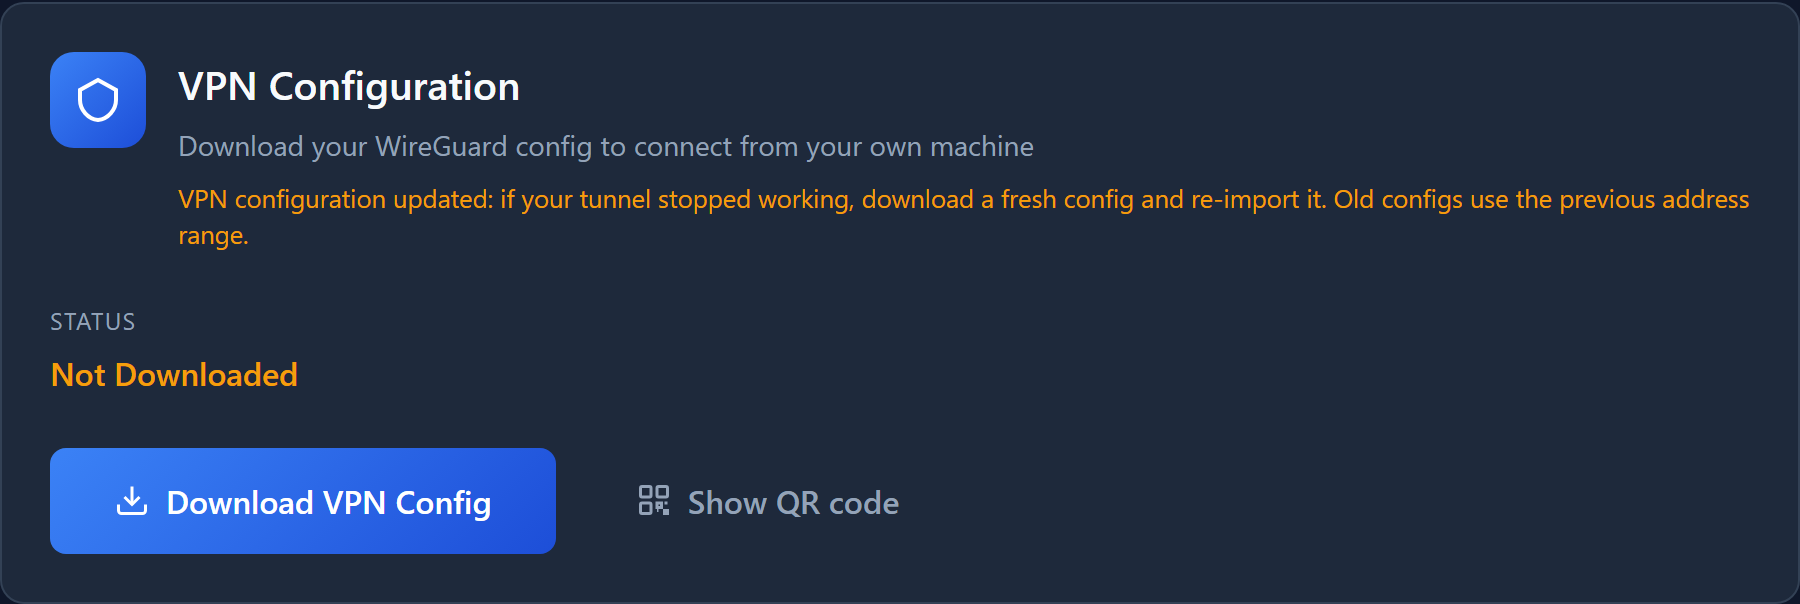 VPN Configuration
Download your WireGuard config to connect from your own machine
VPN configuration updated: if your tunnel stopped working, download a fresh config and re-import it. Old configs use the previous address
range.
STATUS
Not Downloaded
Download VPN Config
Show QR code